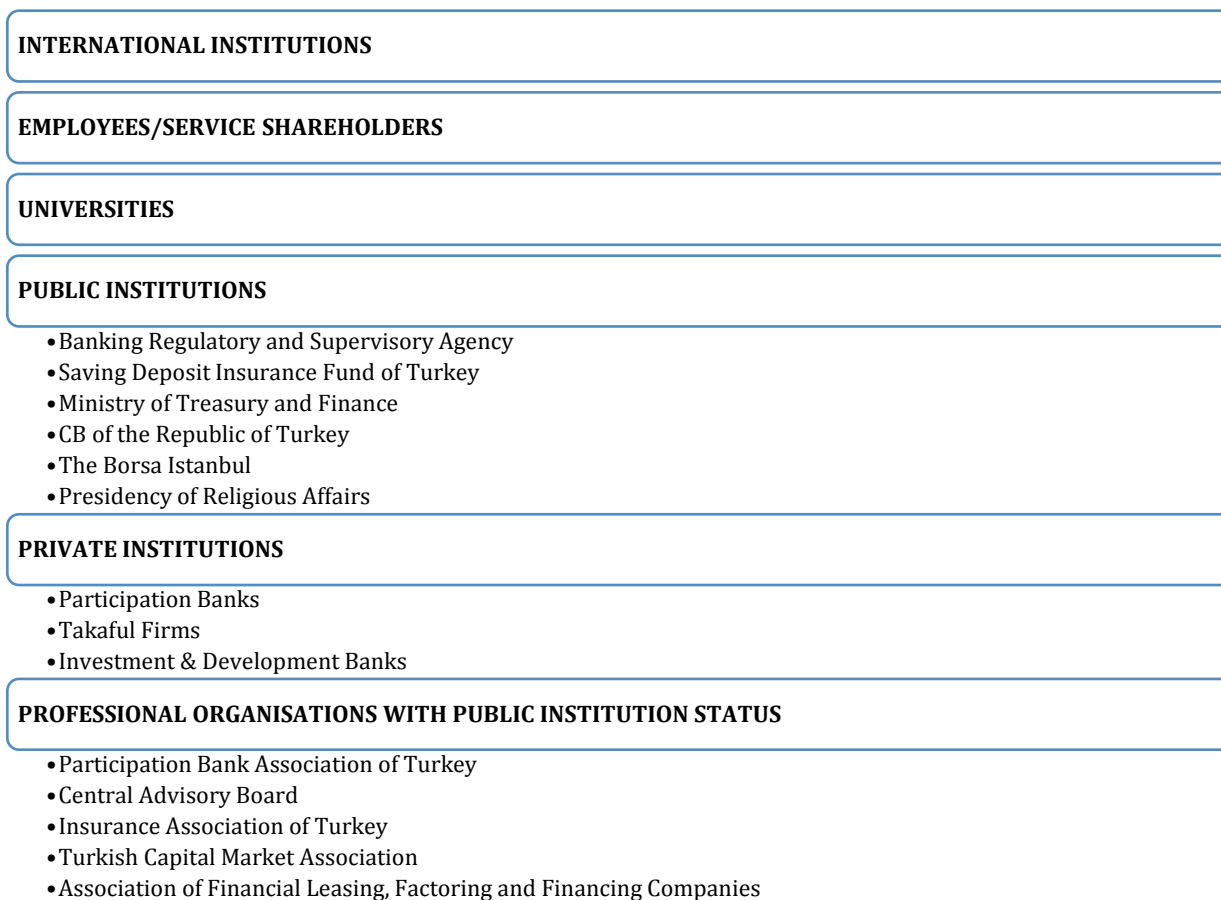 INTERNATIONAL INSTITUTIONS
EMPLOYEES/SERVICE SHAREHOLDERS
UNIVERSITIES
PUBLIC INSTITUTIONS
•Banking Regulatory and Supervisory Agency
•Saving Deposit Insurance Fund of Turkey
•Ministry of Treasury and Finance
•CB of the Republic of Turkey
•The Borsa Istanbul
•Presidency of Religious Affairs
PRIVATE INSTITUTIONS
•Participation Banks
•Takaful Firms
•Investment & Development Banks
PROFESSIONAL ORGANISATIONS WITH PUBLIC INSTITUTION STATUS
•Participation Bank Association of Turkey
•Central Advisory Board
•Insurance Association of Turkey
•Turkish Capital Market Association
•Association of Financial Leasing, Factoring and Financing Companies